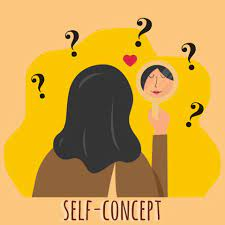 ? ? ? ? ? ?
SELF-CONCEPT